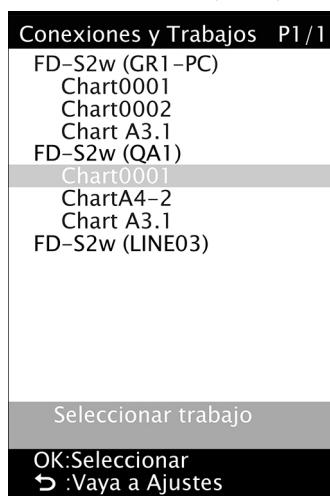 Conexiones y Trabajos P1/1
FD-S2w (GR1-PC)
Chart0001
Chart0002
Chart A3.1
FD-S2w (QA1)
Chart0001
ChartA4-2
Chart A3.1
FD-S2w (LINE03)
Seleccionar trabajo
OK:Seleccionar
⮌ :Vaya a Ajustes